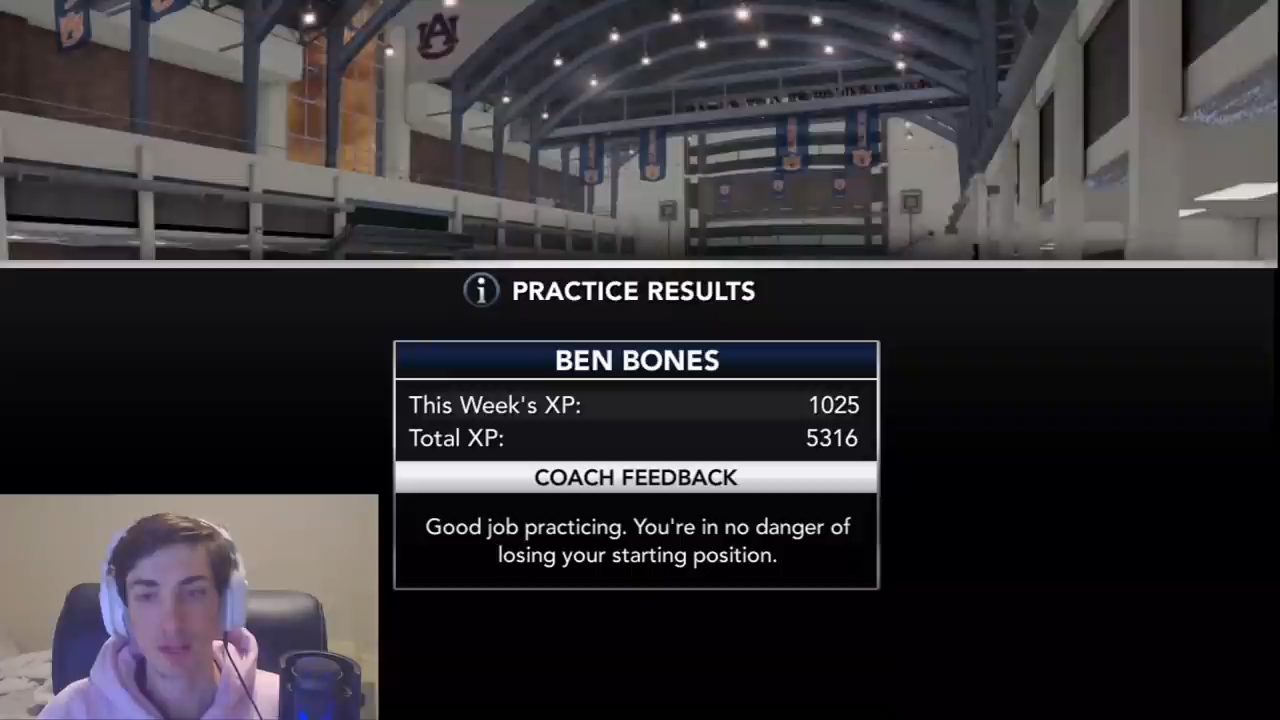 PRACTICE RESULTS
BEN BONES
This Week's XP: 1025
Total XP: 5316
COACH FEEDBACK
Good job practicing. You're in no danger of
losing your starting position.